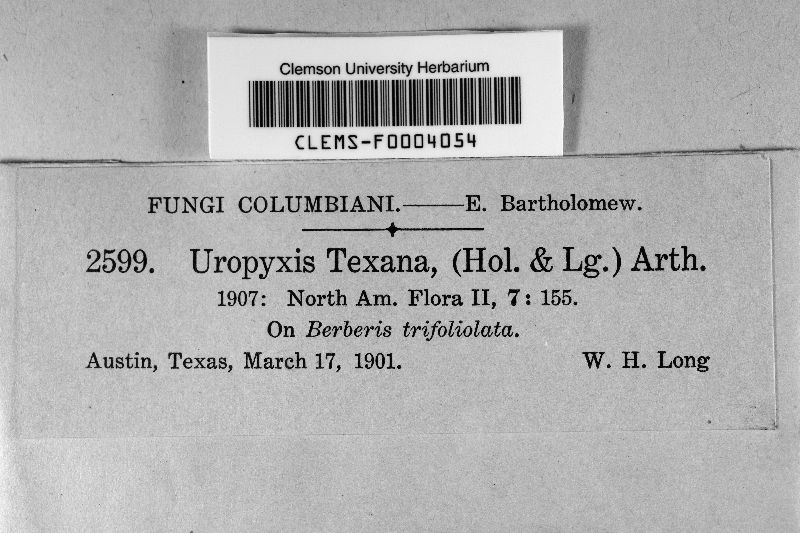 Clemson University Herbarium
CLEMS-F0004054
FUNGI COLUMBIANI.——E. Bartholomew.
2599. Uropyxis Texana, (Hol. & Lg.) Arth.
1907: North Am. Flora II, 7: 155.
On Berberis trifoliolata.
Austin, Texas, March 17, 1901. W. H. Long